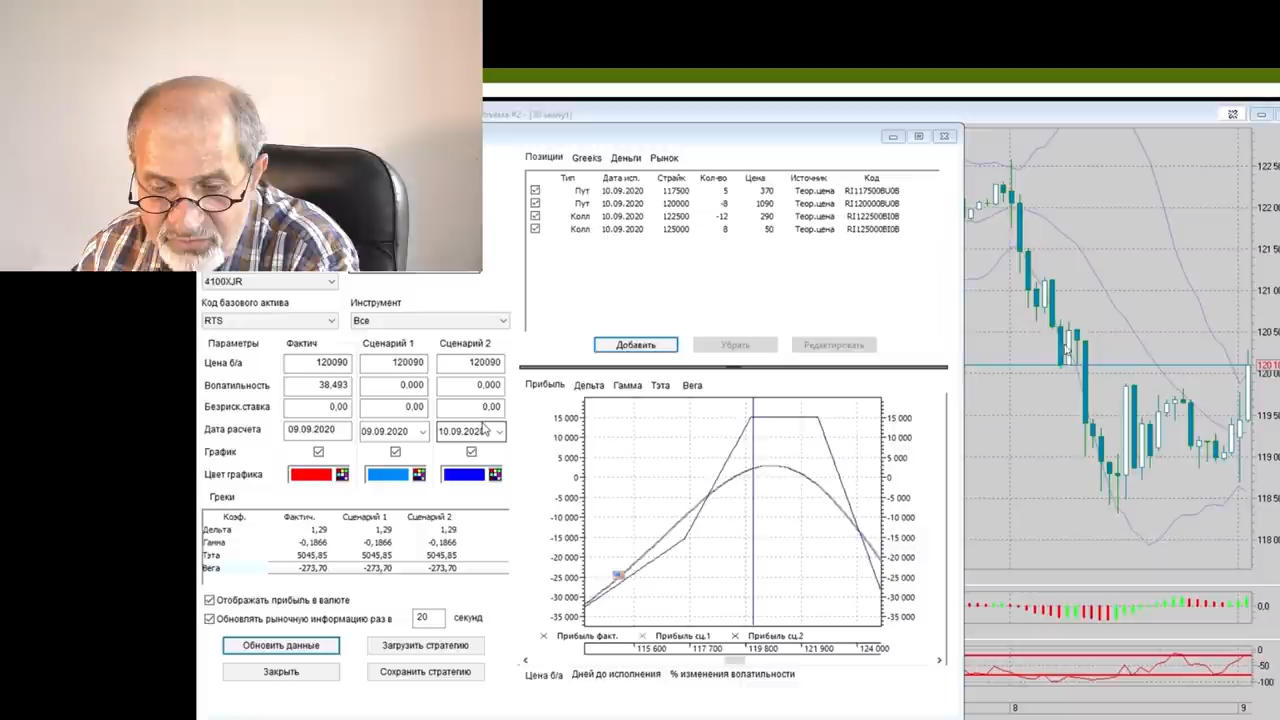 Позиции Greeks Деньги Рынок
Тип Дата исп. Страйк Кол-во Цена Источник Код
Пут 10.09.2020 117500 5 370 Теор.цена RI117500BU0B
Пут 10.09.2020 120000 -8 1090 Теор.цена RI120000BU0B
Колл 10.09.2020 122500 -12 290 Теор.цена RI122500BI0B
Колл 10.09.2020 125000 8 50 Теор.цена RI125000BI0B
4100XJR
Код базового актива Инструмент
RTS Все
Параметры Фактич Сценарий 1 Сценарий 2
Цена б/а 120090 120090 120090
Волатильность 38,493 0,000 0,000
Безриск.ставка 0,00 0,00 0,00
Дата расчета 09.09.2020 09.09.2020
График
Цвет графика
Греки
Коэф. Фактич. Сценарий 1 Сценарий 2
Дельта 1,29 1,29 1,29
Гамма -0,1866 -0,1866 -0,1866
Тэта 5045,85 5045,85 5045,85
Вега -273,70 -273,70 -273,70
Отображать прибыль в валюте
Обновлять рыночную информацию раз в 20 секунд
Обновить данные Загрузить стратегию
Закрыть Сохранить стратегию
Добавить Убрать Редактировать
Прибыль Дельта Гамма Тэта Вега
15 000 15 000
10 000 10 000
5 000 5 000
0 0
-5 000 -5 000
-10 000 -10 000
-15 000 -15 000
-20 000 -20 000
-25 000 -25 000
-30 000 -30 000
-35 000 -35 000
Прибыль факт. Прибыль сц.1 Прибыль сц.2
115 600 117 700 119 800 121 900 124 000
Цена б/а Дней до исполнения % изменения волатильности
0,0
0
-50
-100
8 9